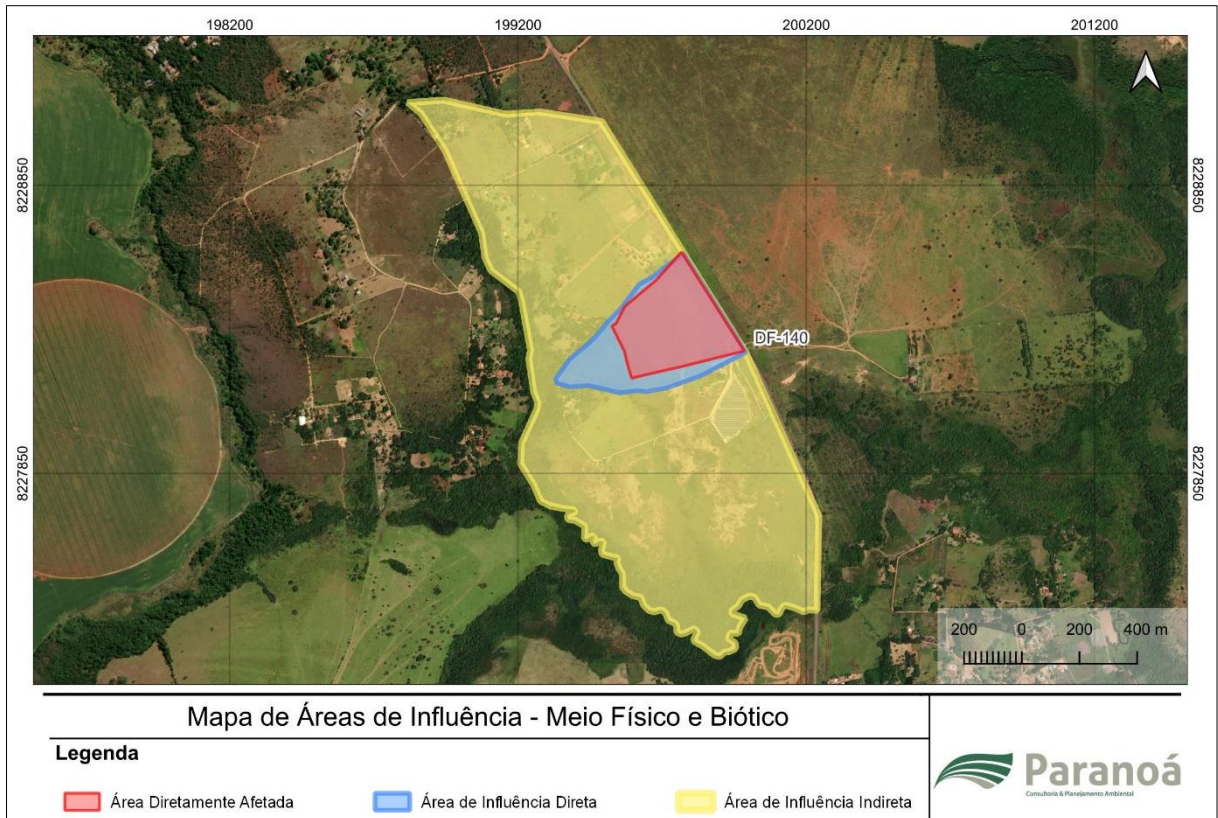 198200 199200 200200 201200
8228850 8228850
DF-140
8227850 8227850
200 0 200 400 m
Mapa de Áreas de Influência - Meio Físico e Biótico
Legenda
Área Diretamente Afetada Área de Influência Direta Área de Influência Indireta
Paranoá
Consultoria & Planejamento Ambiental